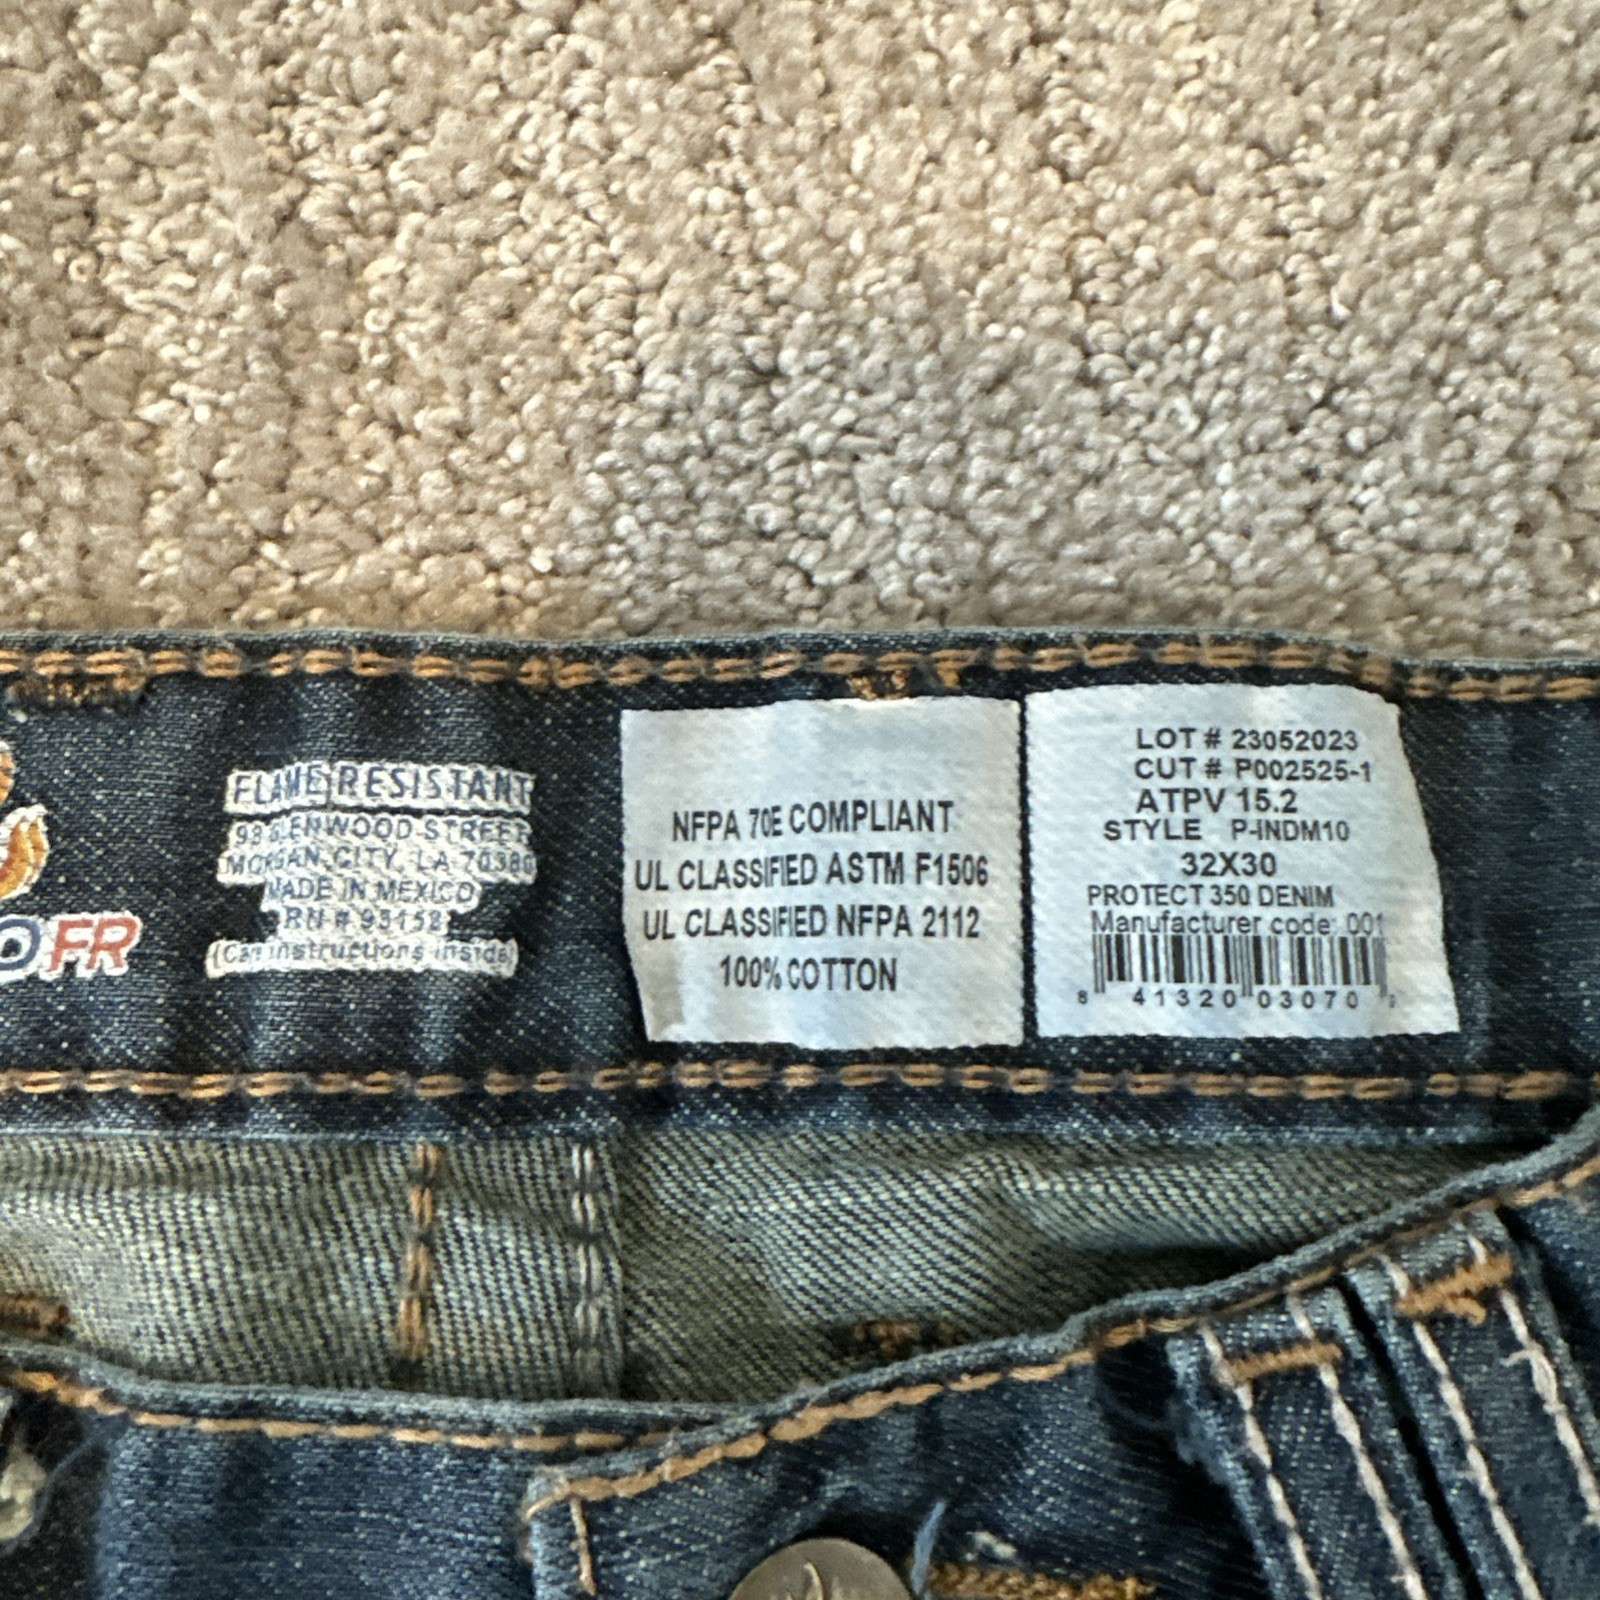 OFR
FLAME RESISTANT
GLENWOOD STREET
MORGAN CITY, LA 70380
MADE IN MEXICO
RN # 93152
(Care instructions inside)
NFPA 70E COMPLIANT
UL CLASSIFIED ASTM F1506
UL CLASSIFIED NFPA 2112
100% COTTON
LOT # 23052023
CUT # P002525-1
ATPV 15.2
STYLE P-INDM10
32X30
PROTECT 350 DENIM
Manufacturer code: 001
8 41320 03070